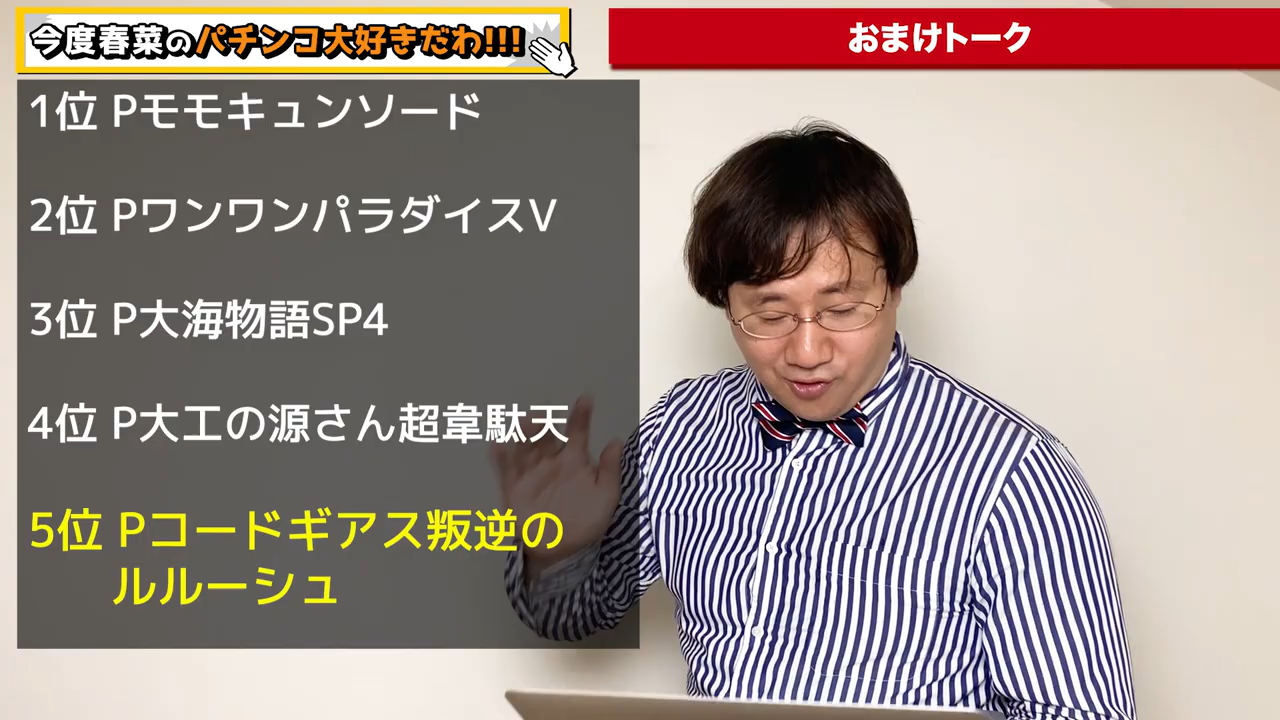 今度春菜のパチンコ大好きだわ!!!
おまけトーク
1位 Pモモキュンソード
2位 PワンワンパラダイスV
3位 P大海物語SP4
4位 P大工の源さん超韋駄天
5位 Pコードギアス叛逆の
ルルーシュ